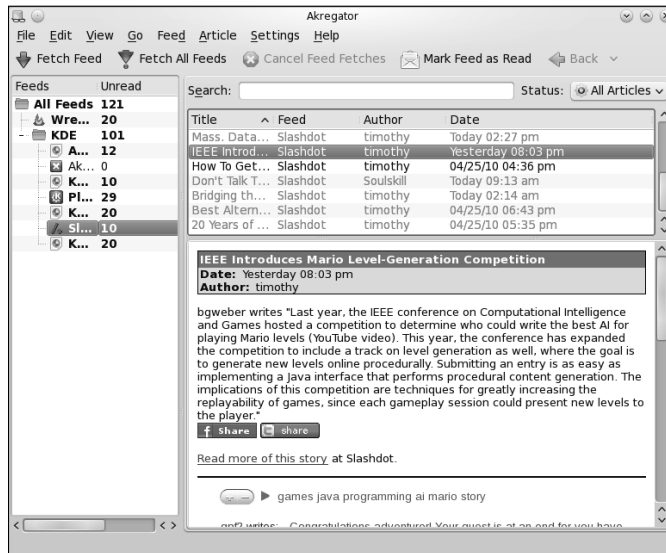 Akregator
File Edit View Go Feed Article Settings Help
Fetch Feed Fetch All Feeds Cancel Feed Fetches Mark Feed as Read Back
Feeds Unread
All Feeds 121
Wre... 20
KDE 101
A... 12
Ak... 0
K... 10
Pl... 29
K... 20
Sl... 10
K... 20
Search: Status: All Articles
Title Feed Author Date
Mass. Data... Slashdot timothy Today 02:27 pm
IEEE Introd... Slashdot timothy Yesterday 08:03 pm
How To Get... Slashdot timothy 04/25/10 04:36 pm
Don't Talk T... Slashdot Soulskill Today 09:13 am
Bridging th... Slashdot timothy Today 02:14 am
Best Altern... Slashdot timothy 04/25/10 06:43 pm
20 Years of ... Slashdot timothy 04/25/10 05:35 pm
IEEE Introduces Mario Level-Generation Competition
Date: Yesterday 08:03 pm
Author: timothy
bgweber writes "Last year, the IEEE conference on Computational Intelligence
and Games hosted a competition to determine who could write the best AI for
playing Mario levels (YouTube video). This year, the conference has expanded
the competition to include a track on level generation as well, where the goal is
to generate new levels online procedurally. Submitting an entry is as easy as
implementing a Java interface that performs procedural content generation. The
implications of this competition are techniques for greatly increasing the
replayability of games, since each gameplay session could present new levels to
the player."
f Share share
Read more of this story at Slashdot.
games java programming ai mario story
writes: Congratulations adventurer! Your quest is at an end for you have